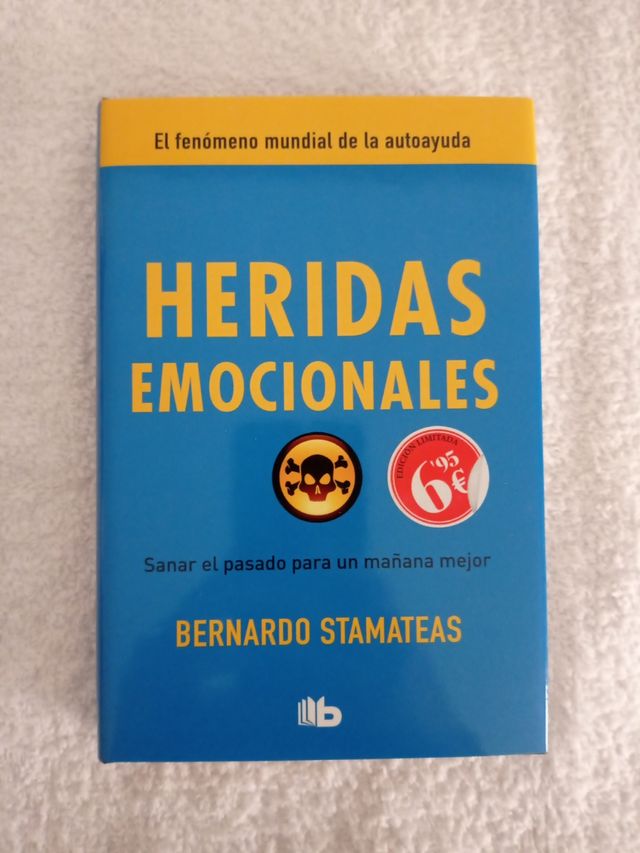 El fenómeno mundial de la autoayuda
HERIDAS
EMOCIONALES
EDICIÓN LIMITADA
6'95
€
Sanar el pasado para un mañana mejor
BERNARDO STAMATEAS
b